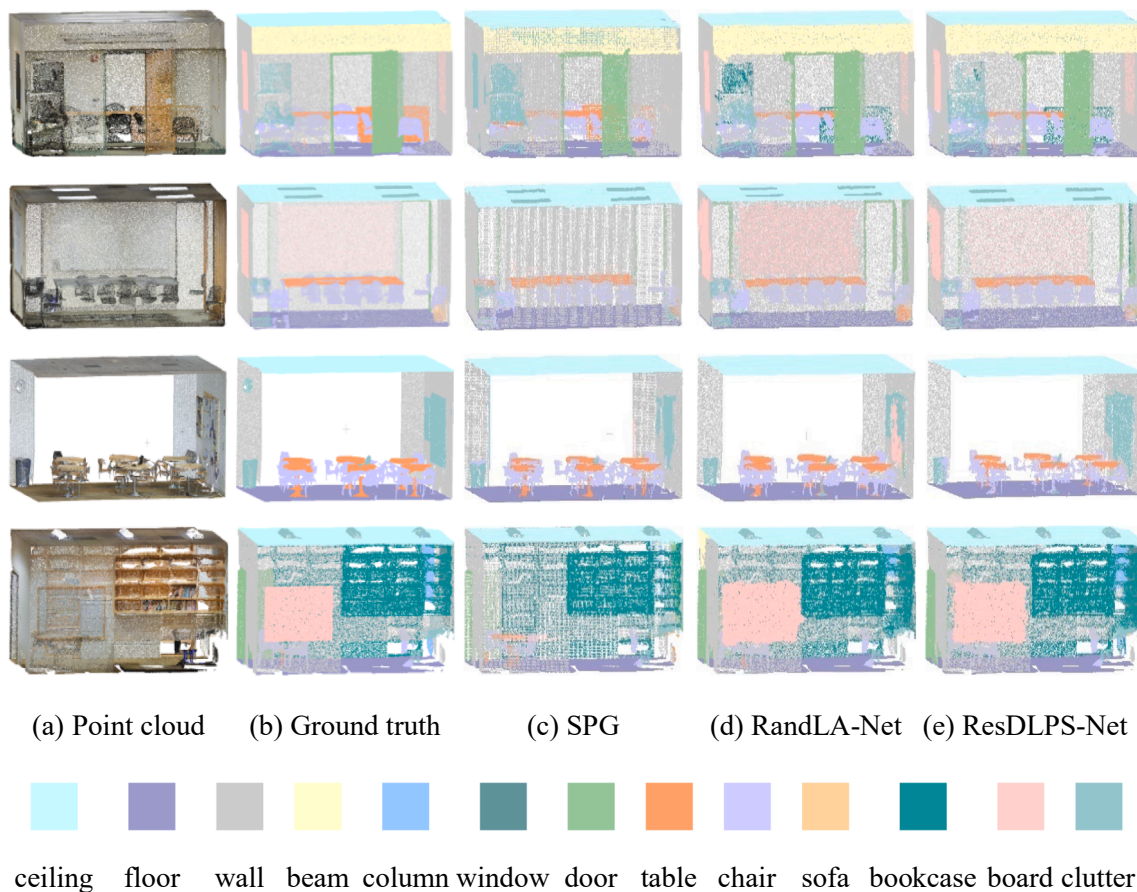 (a) Point cloud (b) Ground truth (c) SPG (d) RandLA-Net (e) ResDLPS-Net
ceiling floor wall beam column window door table chair sofa bookcase board clutter